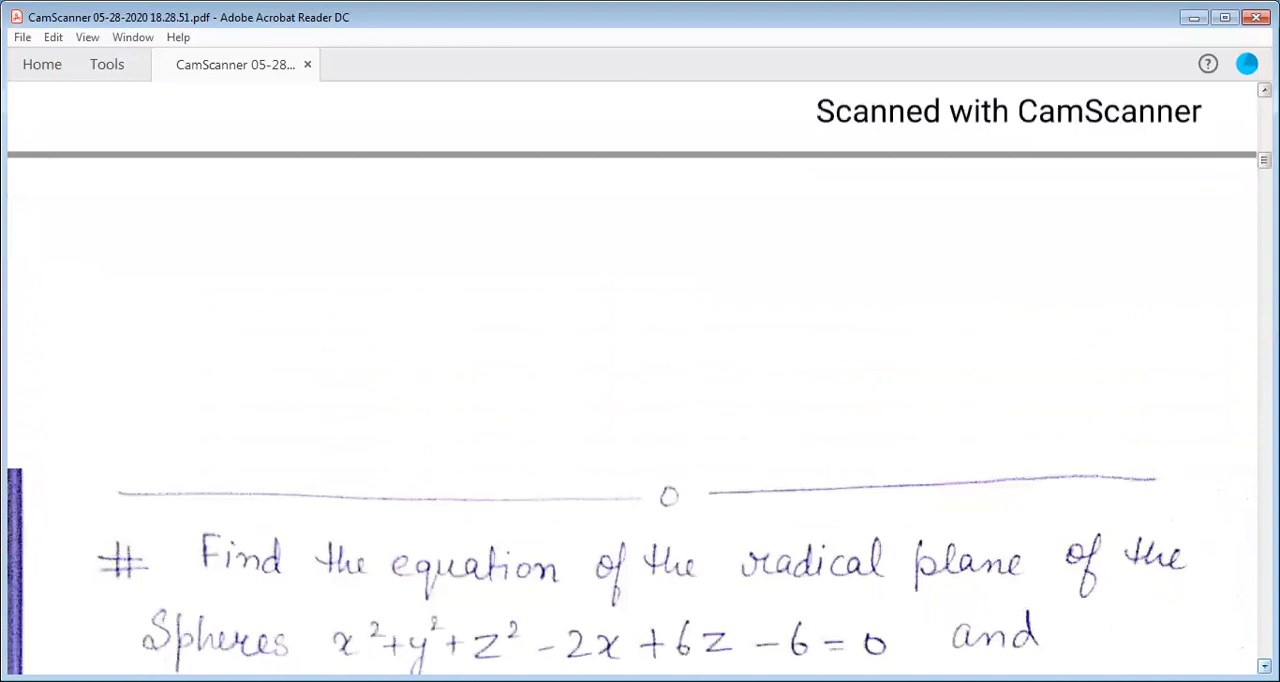 CamScanner 05-28-2020 18.28.51.pdf - Adobe Acrobat Reader DC
File Edit View Window Help
Home Tools CamScanner 05-28... ×
Scanned with CamScanner
# Find the equation of the radical plane of the
Spheres x²+y²+z² -2x +6z -6 = 0 and